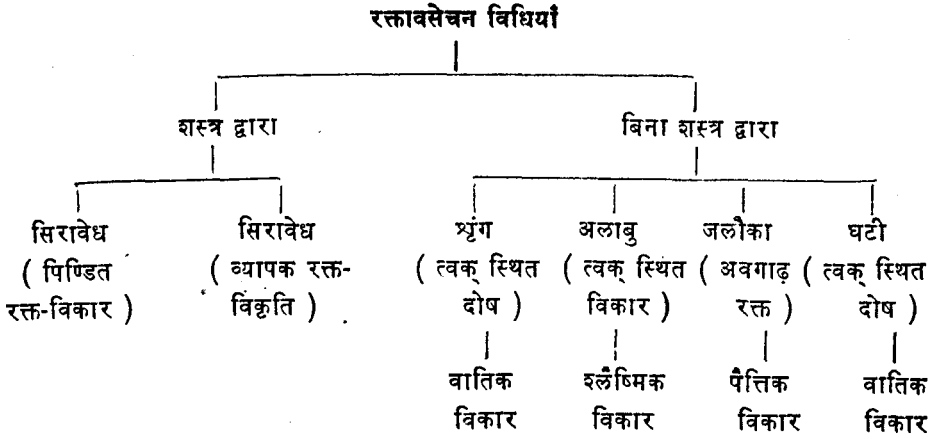 रक्तावसेचन विधियाँ
शस्त्र द्वारा बिना शस्त्र द्वारा
सिरावेध सिरावेध श्रृंग अलाबु जलौका घटी
( पिण्डित ( व्यापक रक्त- ( त्वक् स्थित ( त्वक् स्थित ( अवगाढ़ ( त्वक् स्थित
रक्त-विकार ) विकृति ) दोष ) विकार ) रक्त ) दोष )
वातिक श्लैष्मिक पैत्तिक वातिक
विकार विकार विकार विकार